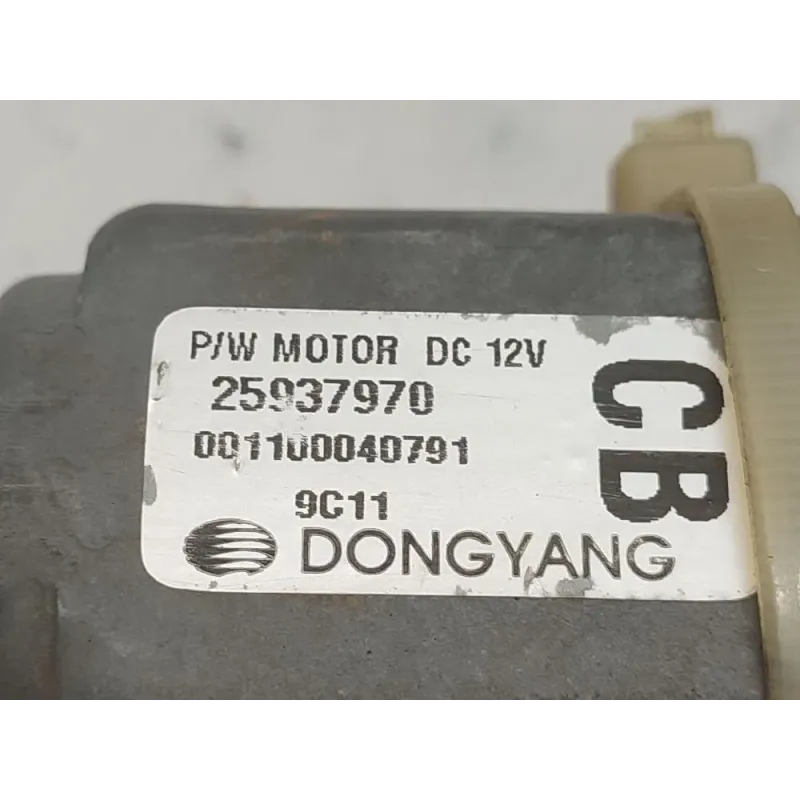 P/W MOTOR DC 12V
25937970
001100040791
9C11
DONGYANG
CB